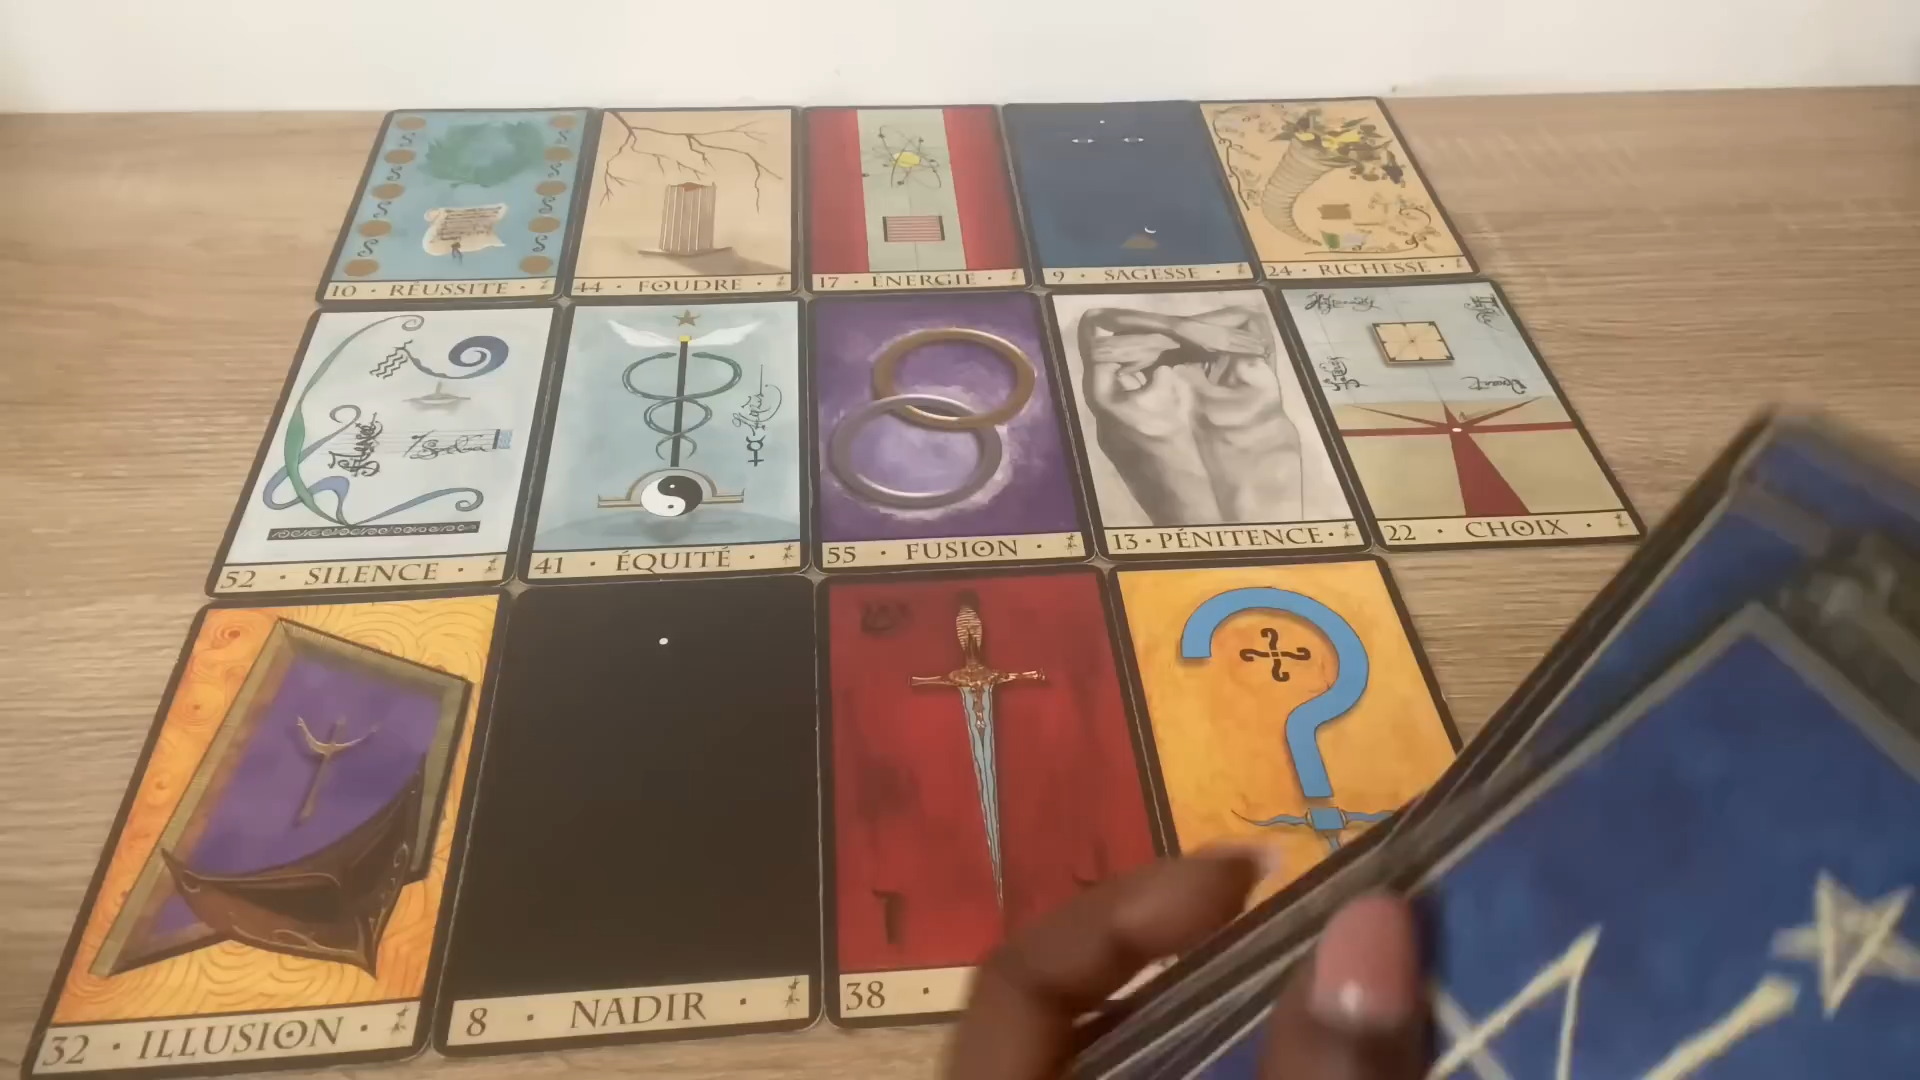 10 · RÉUSSITE ·
44 · FOUDRE ·
17 · ÉNERGIE ·
9 · SAGESSE ·
24 · RICHESSE ·
52 · SILENCE ·
41 · ÉQUITÉ ·
55 · FUSION ·
13 · PÉNITENCE ·
22 · CHOIX ·
32 · ILLUSION ·
8 · NADIR ·
38 ·